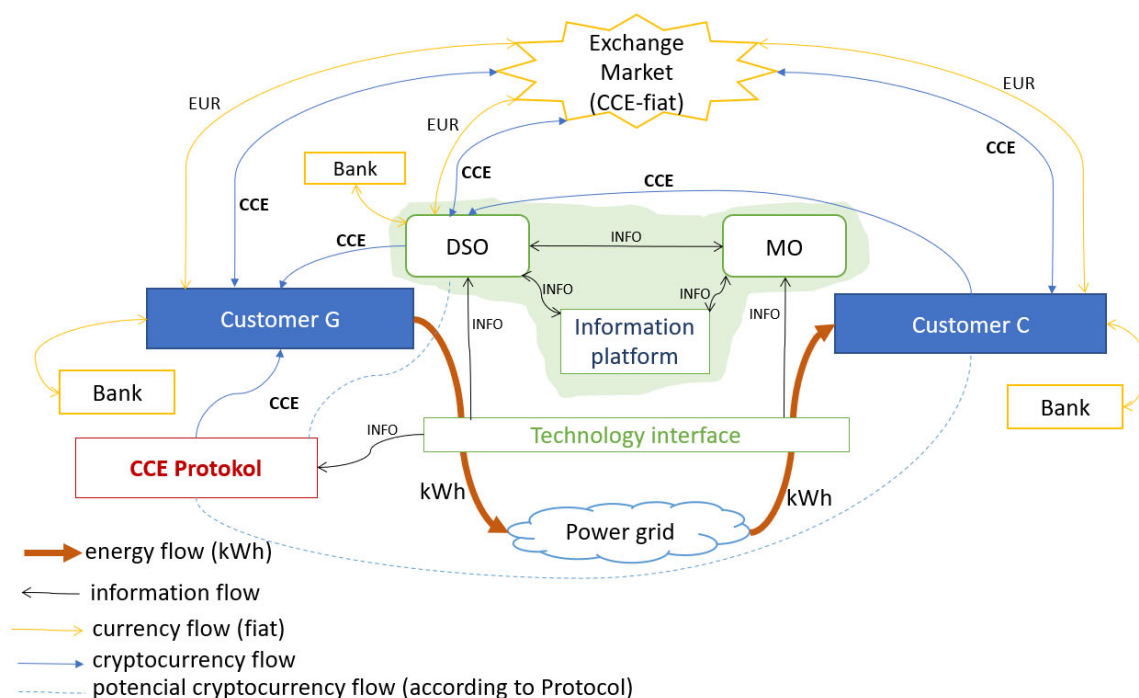 Exchange
Market
(CCE-fiat)
EUR
EUR
EUR
Bank
CCE
CCE
CCE
CCE
CCE
DSO
INFO
MO
INFO
INFO
Customer G
INFO
Information
platform
INFO
Customer C
Bank
CCE
Bank
INFO
Technology interface
CCE Protokol
kWh
kWh
Power grid
energy flow (kWh)
information flow
currency flow (fiat)
cryptocurrency flow
potencial cryptocurrency flow (according to Protocol)